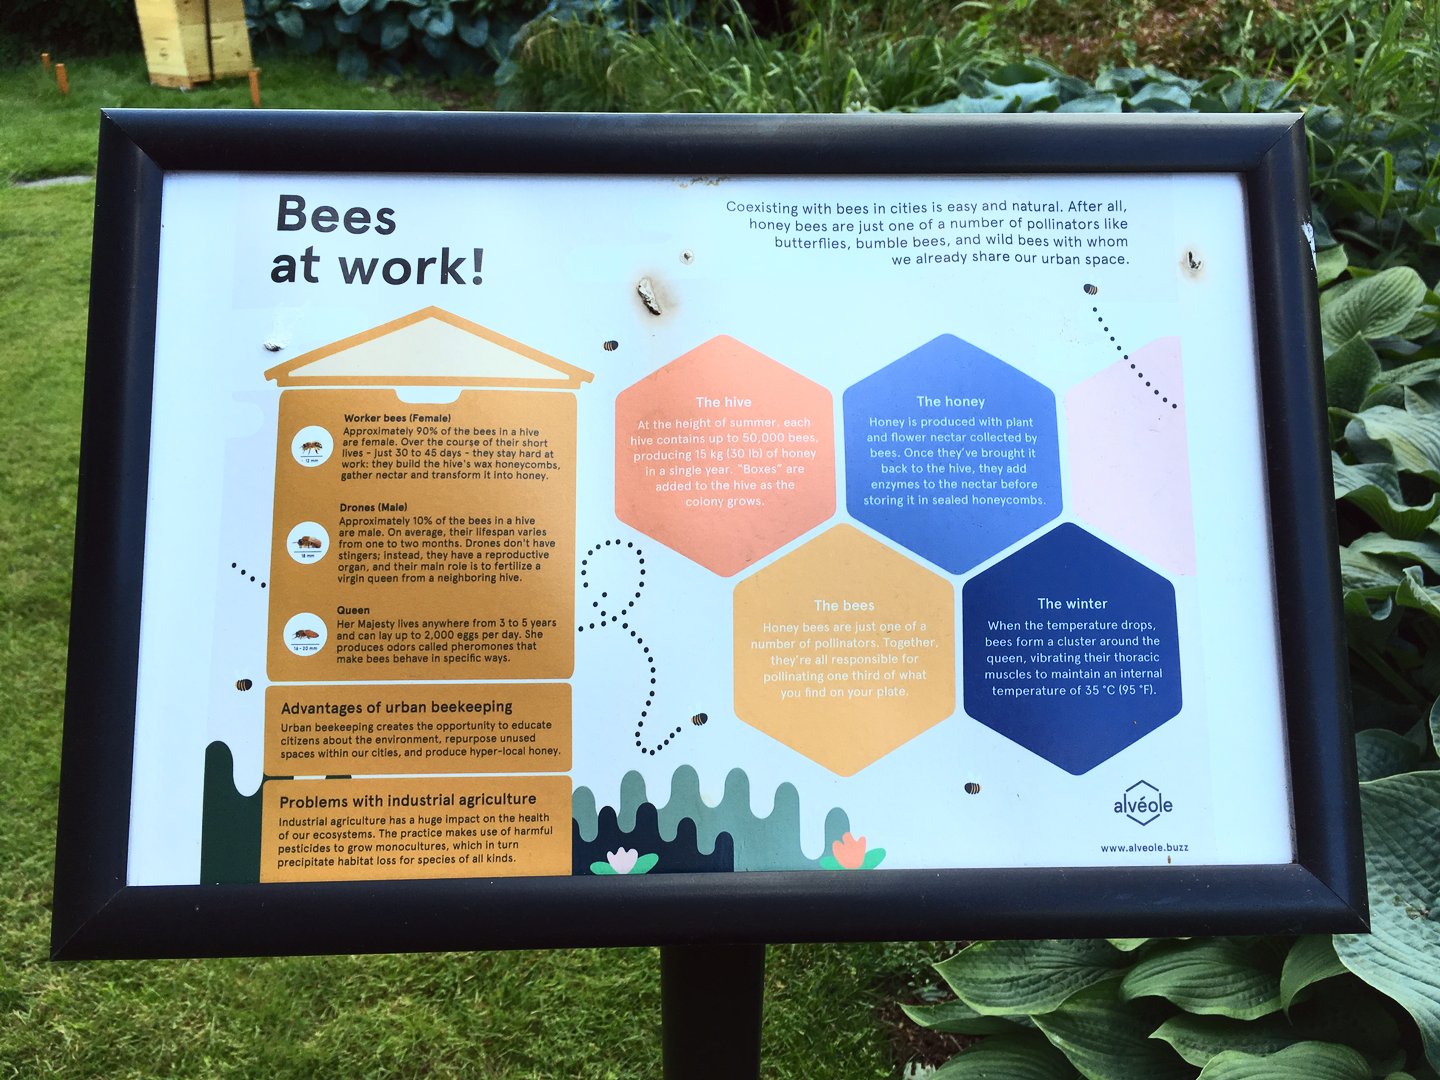 Bees
at work!
Coexisting with bees in cities is easy and natural. After all,
honey bees are just one of a number of pollinators like
butterflies, bumble bees, and wild bees with whom
we already share our urban space.
Worker bees (Female)
Approximately 90% of the bees in a hive
are female. Over the course of their short
lives - just 30 to 45 days - they stay hard at
work: they build the hive's wax honeycombs,
gather nectar and transform it into honey.
12 mm
Drones (Male)
Approximately 10% of the bees in a hive
are male. On average, their lifespan varies
from one to two months. Drones don't have
stingers; instead, they have a reproductive
organ, and their main role is to fertilize a
virgin queen from a neighboring hive.
18 mm
Queen
Her Majesty lives anywhere from 3 to 5 years
and can lay up to 2,000 eggs per day. She
produces odors called pheromones that
make bees behave in specific ways.
16-20 mm
Advantages of urban beekeeping
Urban beekeeping creates the opportunity to educate
citizens about the environment, repurpose unused
spaces within our cities, and produce hyper-local honey.
Problems with industrial agriculture
Industrial agriculture has a huge impact on the health
of our ecosystems. The practice makes use of harmful
pesticides to grow monocultures, which in turn
precipitate habitat loss for species of all kinds.
The hive
At the height of summer, each
hive contains up to 50,000 bees,
producing 15 kg (30 lb) of honey
in a single year. "Boxes" are
added to the hive as the
colony grows.
The honey
Honey is produced with plant
and flower nectar collected by
bees. Once they've brought it
back to the hive, they add
enzymes to the nectar before
storing it in sealed honeycombs.
The bees
Honey bees are just one of a
number of pollinators. Together,
they're all responsible for
pollinating one third of what
you find on your plate.
The winter
When the temperature drops,
bees form a cluster around the
queen, vibrating their thoracic
muscles to maintain an internal
temperature of 35 °C (95 °F).
alvéole
www.alveole.buzz